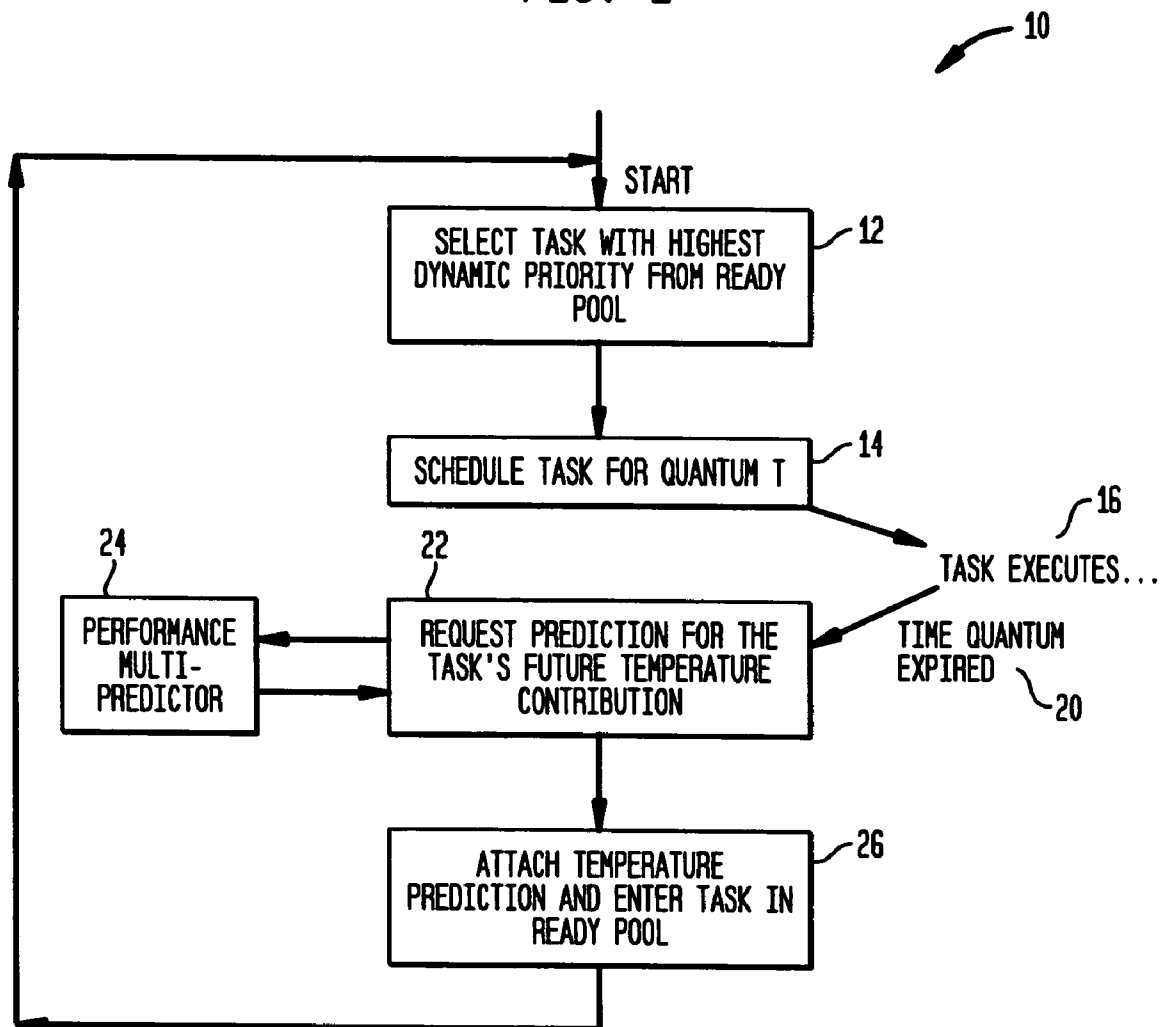 10
START
SELECT TASK WITH HIGHEST
DYNAMIC PRIORITY FROM READY
POOL
12
SCHEDULE TASK FOR QUANTUM T
14
16
TASK EXECUTES...
TIME QUANTUM
EXPIRED
20
24
PERFORMANCE
MULTI-
PREDICTOR
22
REQUEST PREDICTION FOR THE
TASK'S FUTURE TEMPERATURE
CONTRIBUTION
ATTACH TEMPERATURE
PREDICTION AND ENTER TASK IN
READY POOL
26